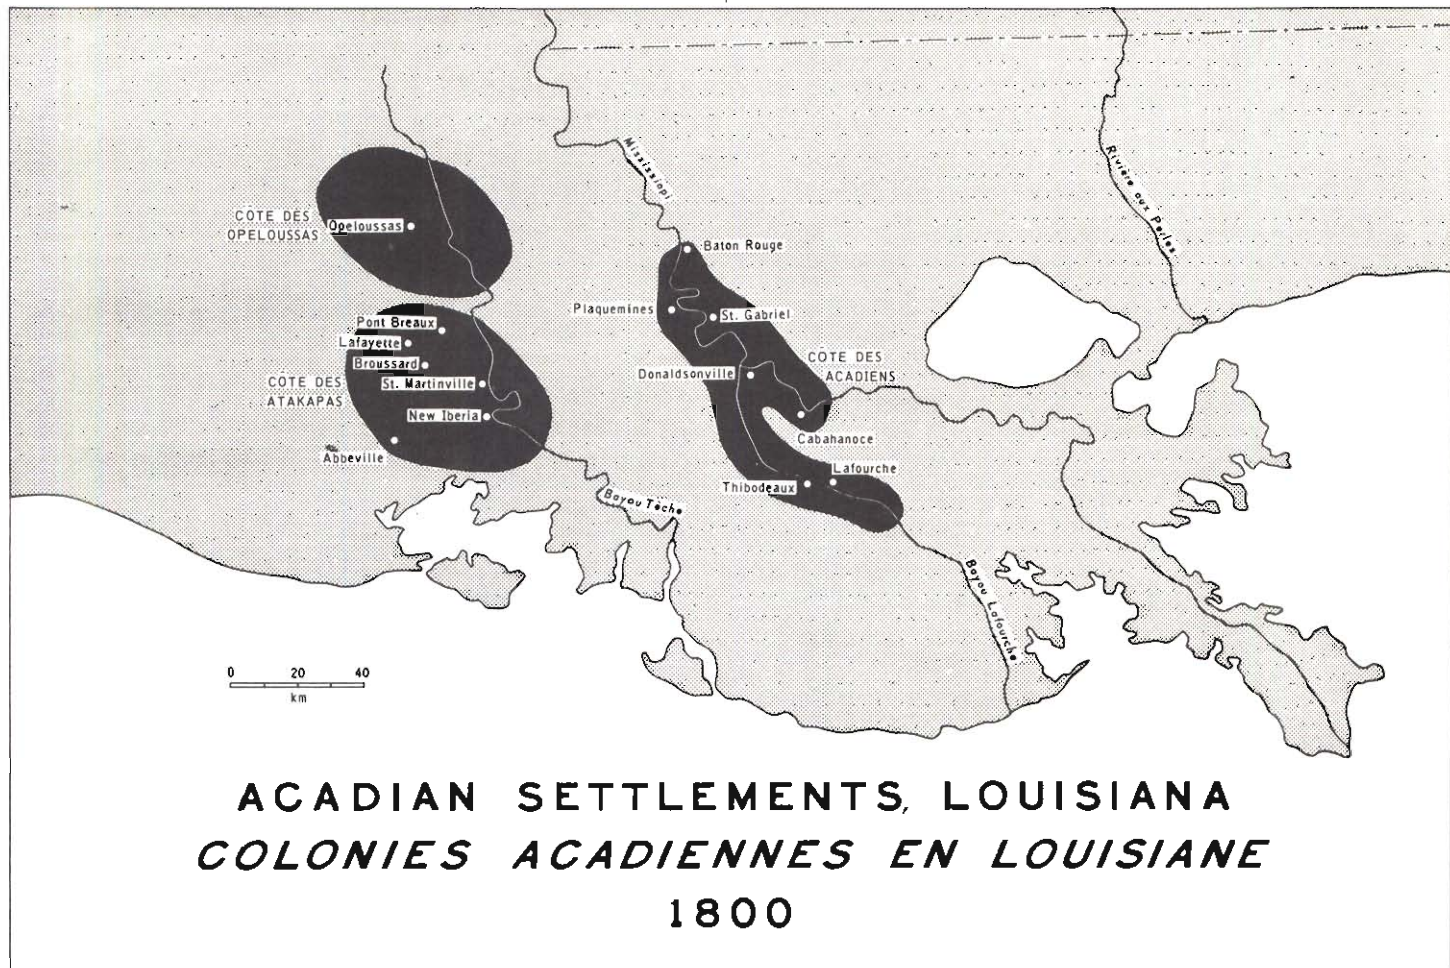 Mississippi
Rivière aux Perles
CÔTE DES
OPELOUSSAS
Opeloussas
Baton Rouge
Plaquemines
St. Gabriel
Pont Breaux
Lafayette
Broussard
CÔTE DES
ATAKAPAS
St. Martinville
New Iberia
Abbeville
CÔTE DES
ACADIENS
Donaldsonville
Cabahanoce
Lafourche
Thibodeaux
Bayou Têche
Bayou Lafourche
0 20 40
km
ACADIAN SETTLEMENTS, LOUISIANA
COLONIES ACADIENNES EN LOUISIANE
1800